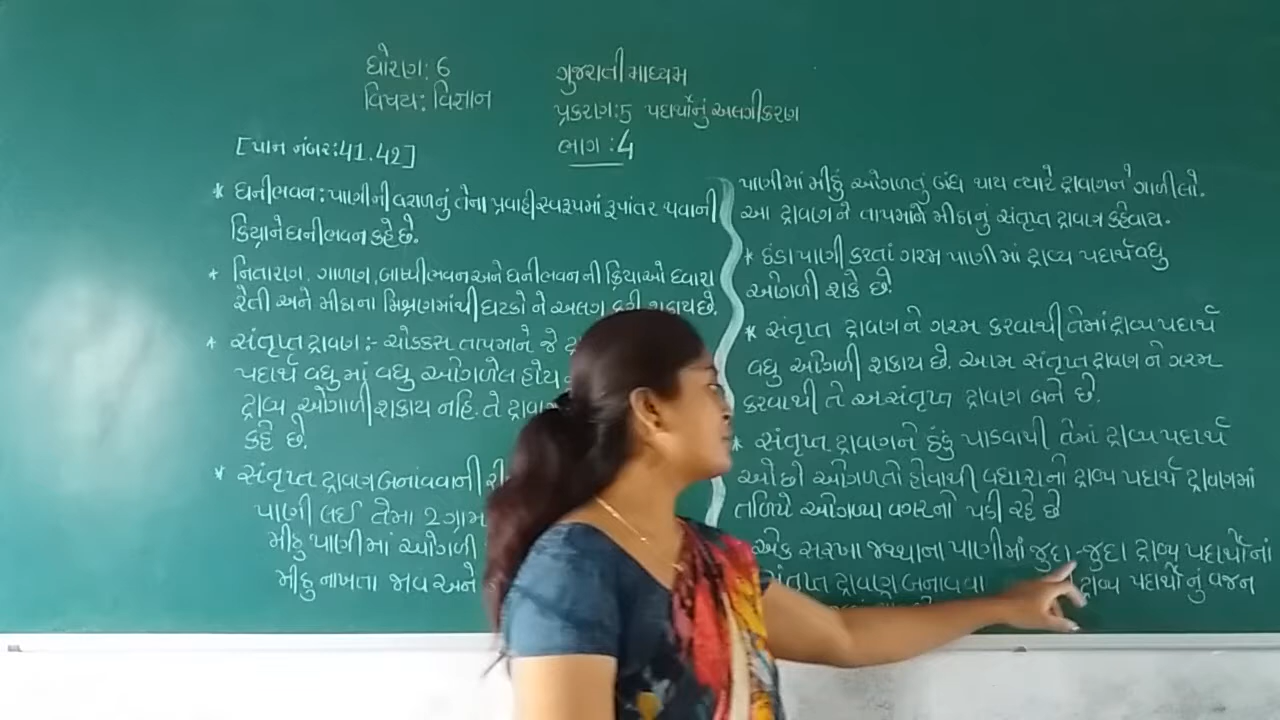 ધોરણ: 6
વિષય: વિજ્ઞાન
ગુજરાતી માધ્યમ
પ્રકરણ: 5 પદાર્થોનું અલગીકરણ
ભાગ : 4
[પાન નંબર: 41.42]
* ઘનીભવન : પાણીની વરાળનું તેના પ્રવાહી સ્વરૂપમાં રૂપાંતર થવાની
ક્રિયાને ઘનીભવન કહે છે.
* નિતારણ, ગાળણ, બાષ્પીભવન અને ઘનીભવન ની ક્રિયાઓ દ્વારા
રેતી અને મીઠાના મિશ્રણમાંથી ઘટકો ને અલગ કરી શકાય છે.
* સંતૃપ્ત દ્રાવણ :- ચોક્કસ તાપમાને જે
પદાર્થ વધુ માં વધુ ઓગળેલ હોય
દ્રાવ્ય ઓગાળી શકાય નહિ. તે
કહે છે.
* સંતૃપ્ત દ્રાવણ બનાવવાની
પાણી લઈ તેમા 2 ગ્રામ
મીઠુ પાણીમાં ઓગળી
મીઠુ નાખતા જાવ અને
પાણીમાં મીઠું ઓગળતું બંધ થાય ત્યારે દ્રાવણને ગાળી લો.
આ દ્રાવણ ને તાપમાને મીઠાનું સંતૃપ્ત દ્રાવણ કહેવાય.
* ઠંડા પાણી કરતાં ગરમ પાણી માં દ્રાવ્ય પદાર્થ વધુ
ઓગળી શકે છે.
* સંતૃપ્ત દ્રાવણ ને ગરમ કરવાથી તેમાં દ્રાવ્ય પદાર્થ
વધુ ઓગળી શકાય છે. આમ સંતૃપ્ત દ્રાવણ ને ગરમ
કરવાથી તે અસંતૃપ્ત દ્રાવણ બને છે.
* સંતૃપ્ત દ્રાવણને ઠંડું પાડવાથી તેમાં દ્રાવ્ય પદાર્થ
ઓછો ઓગળતો હોવાથી વધારાનો દ્રાવ્ય પદાર્થ દ્રાવણમાં
તળિયે ઓગળ્યા વગરનો પડી રહે છે
એક સરખા જથ્થાના પાણીમાં જુદા-જુદા દ્રાવ્ય પદાર્થોનાં
સંતૃપ્ત દ્રાવણ બનાવવા દ્રાવ્ય પદાર્થોનું વજન